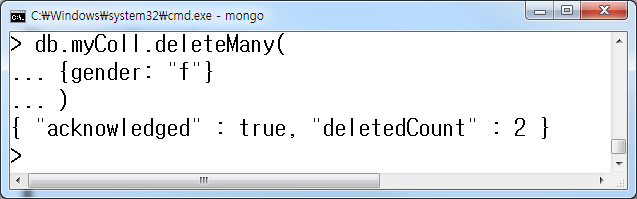 C:₩Windows₩system32₩cmd.exe - mongo
> db.myColl.deleteMany(
... {gender: "f"}
... )
{ "acknowledged" : true, "deletedCount" : 2 }
>